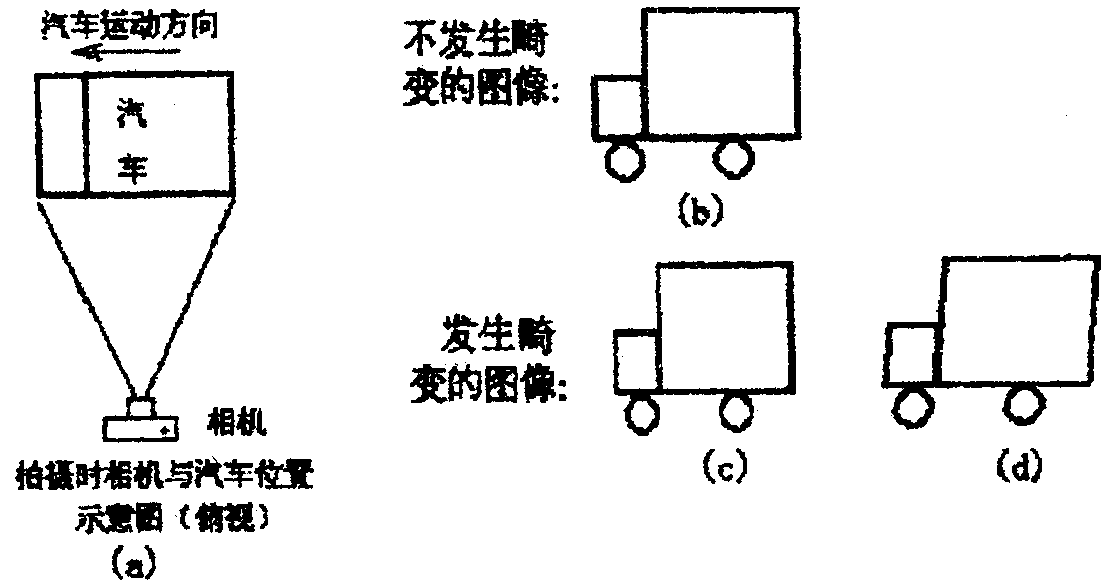 汽车运动方向
汽
车
相机
拍摄时相机与汽车位置
示意图(俯视)
(a)
不发生畸
变的图像:
(b)
发生畸
变的图像:
(c)
(d)